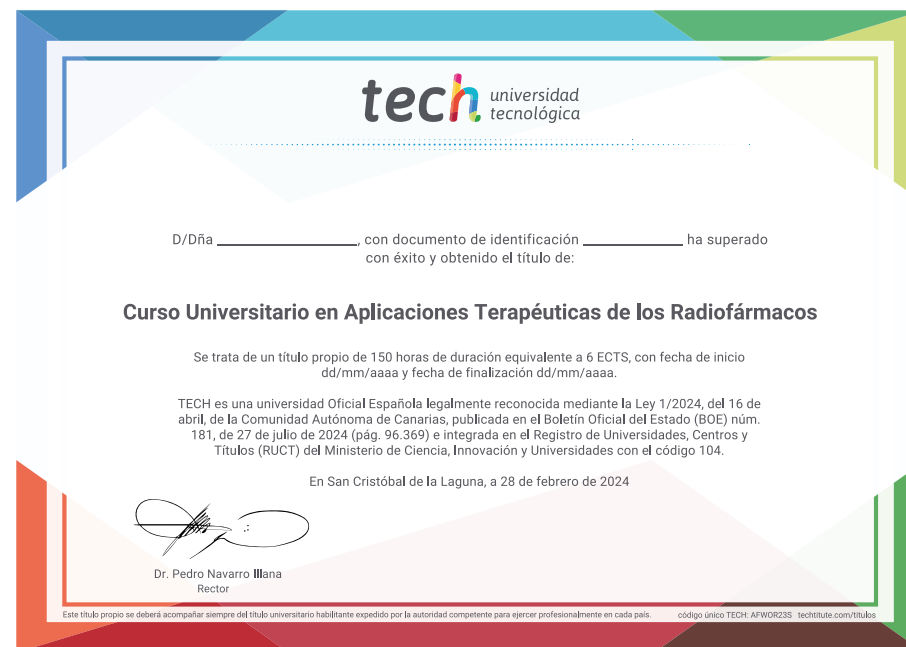 tech universidad
tecnológica
D/Dña ____________________, con documento de identificación ______________ ha superado
con éxito y obtenido el título de:
Curso Universitario en Aplicaciones Terapéuticas de los Radiofármacos
Se trata de un título propio de 150 horas de duración equivalente a 6 ECTS, con fecha de inicio
dd/mm/aaaa y fecha de finalización dd/mm/aaaa.
TECH es una universidad Oficial Española legalmente reconocida mediante la Ley 1/2024, del 16 de
abril, de la Comunidad Autónoma de Canarias, publicada en el Boletín Oficial del Estado (BOE) núm.
181, de 27 de julio de 2024 (pág. 96.369) e integrada en el Registro de Universidades, Centros y
Títulos (RUCT) del Ministerio de Ciencia, Innovación y Universidades con el código 104.
En San Cristóbal de la Laguna, a 28 de febrero de 2024
Dr. Pedro Navarro Illana
Rector
Este título propio se deberá acompañar siempre del título universitario habilitante expedido por la autoridad competente para ejercer profesionalmente en cada país. código único TECH: AFWOR23S techtitute.com/titulos